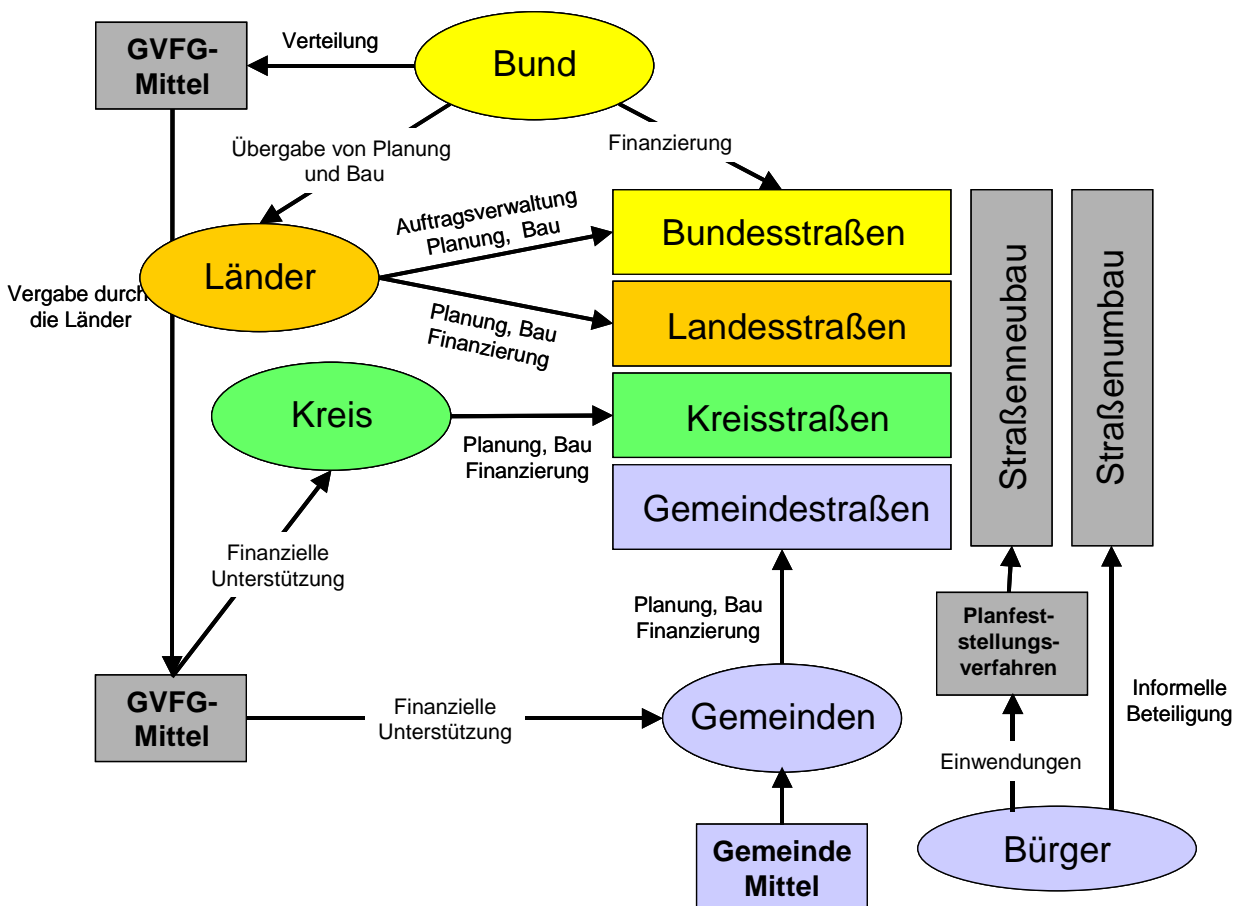 GVFG-
Mittel
Verteilung
Bund
Übergabe von Planung
und Bau
Finanzierung
Auftragsverwaltung
Planung, Bau
Bundesstraßen
Länder
Vergabe durch
die Länder
Planung, Bau
Finanzierung
Landesstraßen
Kreis
Planung, Bau
Finanzierung
Kreisstraßen
Gemeindestraßen
Straßenneubau
Straßenumbau
Finanzielle
Unterstützung
Planung, Bau
Finanzierung
Planfest-
stellungs-
verfahren
GVFG-
Mittel
Finanzielle
Unterstützung
Gemeinden
Informelle
Beteiligung
Einwendungen
Gemeinde
Mittel
Bürger